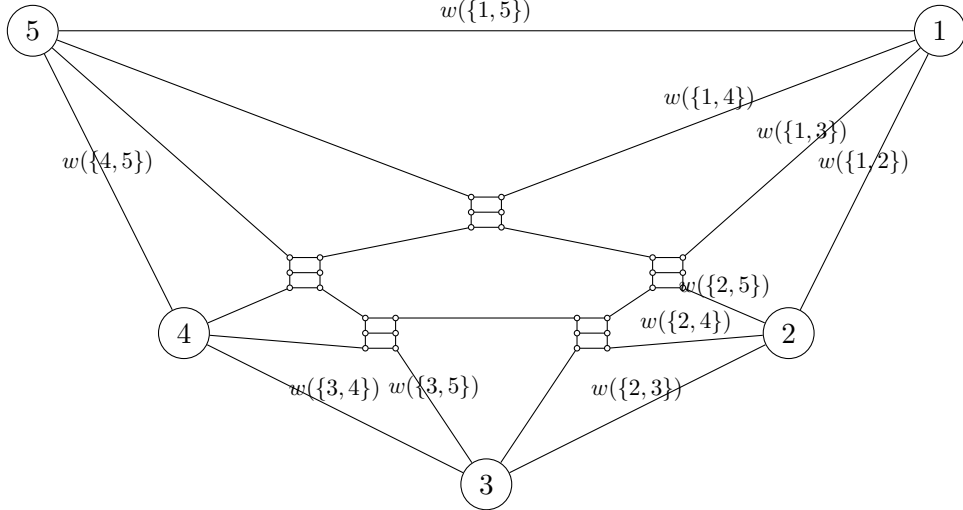 w({1, 5})
5
1
w({1, 4})
w({1, 3})
w({4, 5})
w({1, 2})
w({2, 5})
w({2, 4})
4
2
w({3, 4})
w({3, 5})
w({2, 3})
3